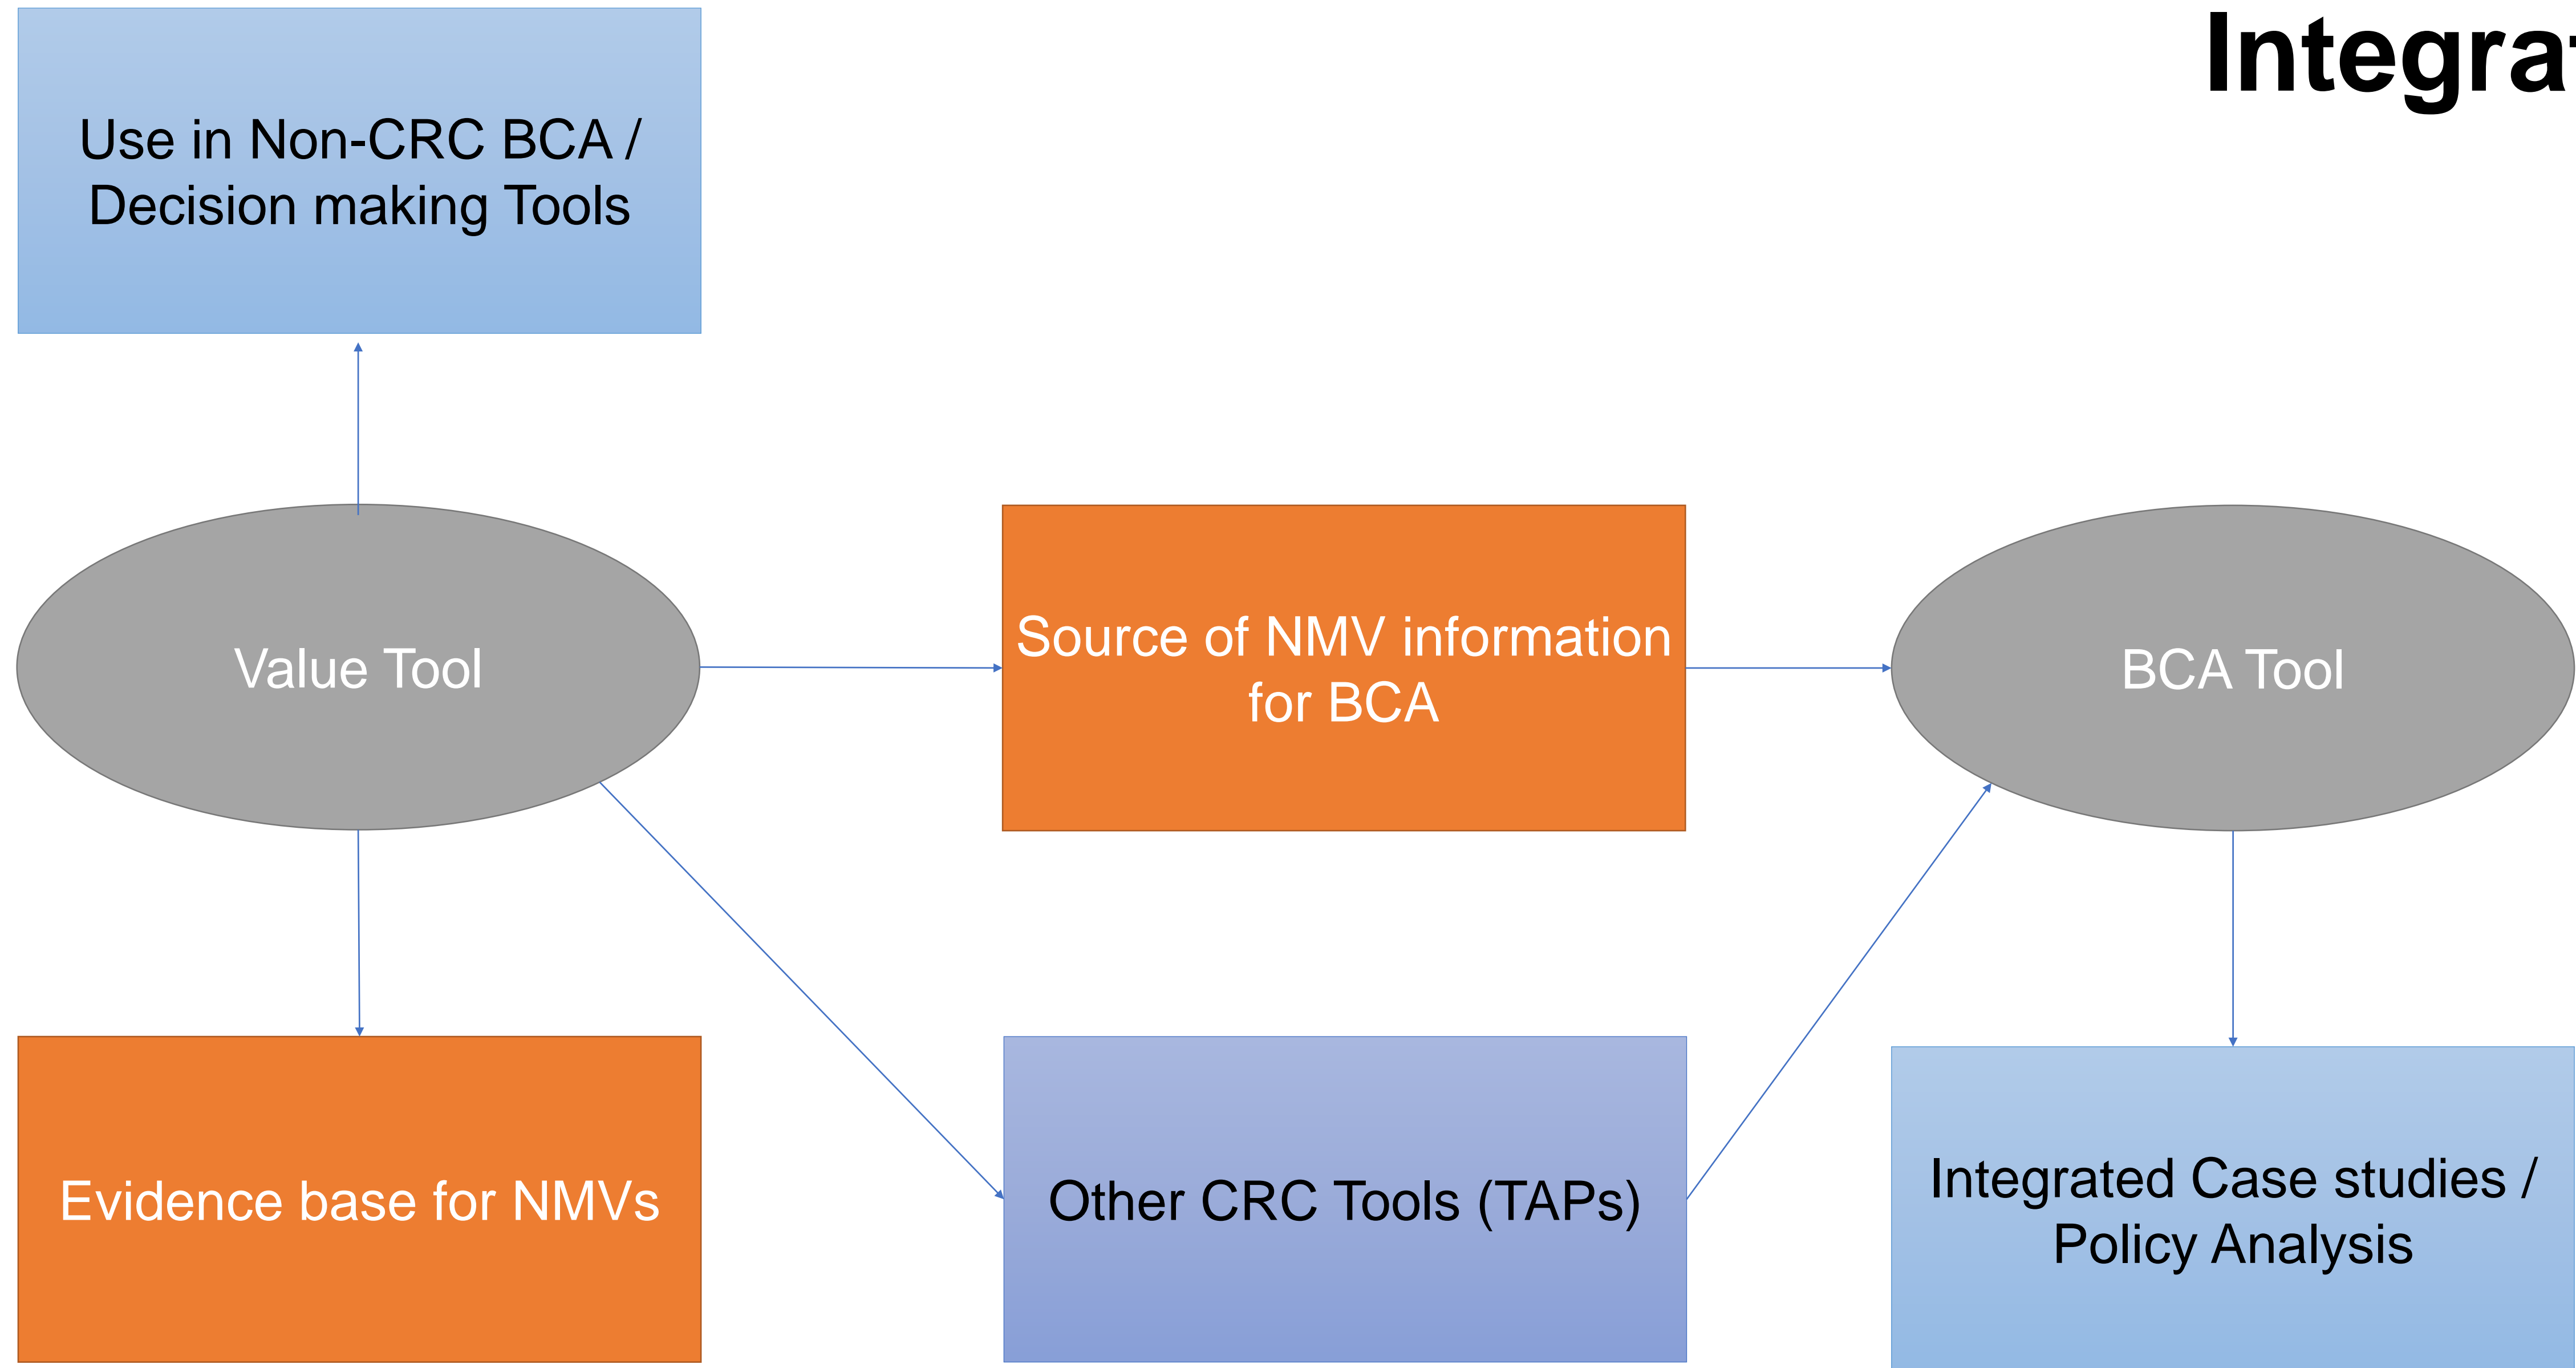 Integrat
Use in Non-CRC BCA /
Decision making Tools
Value Tool
Source of NMV information
for BCA
BCA Tool
Evidence base for NMVs
Other CRC Tools (TAPs)
Integrated Case studies /
Policy Analysis